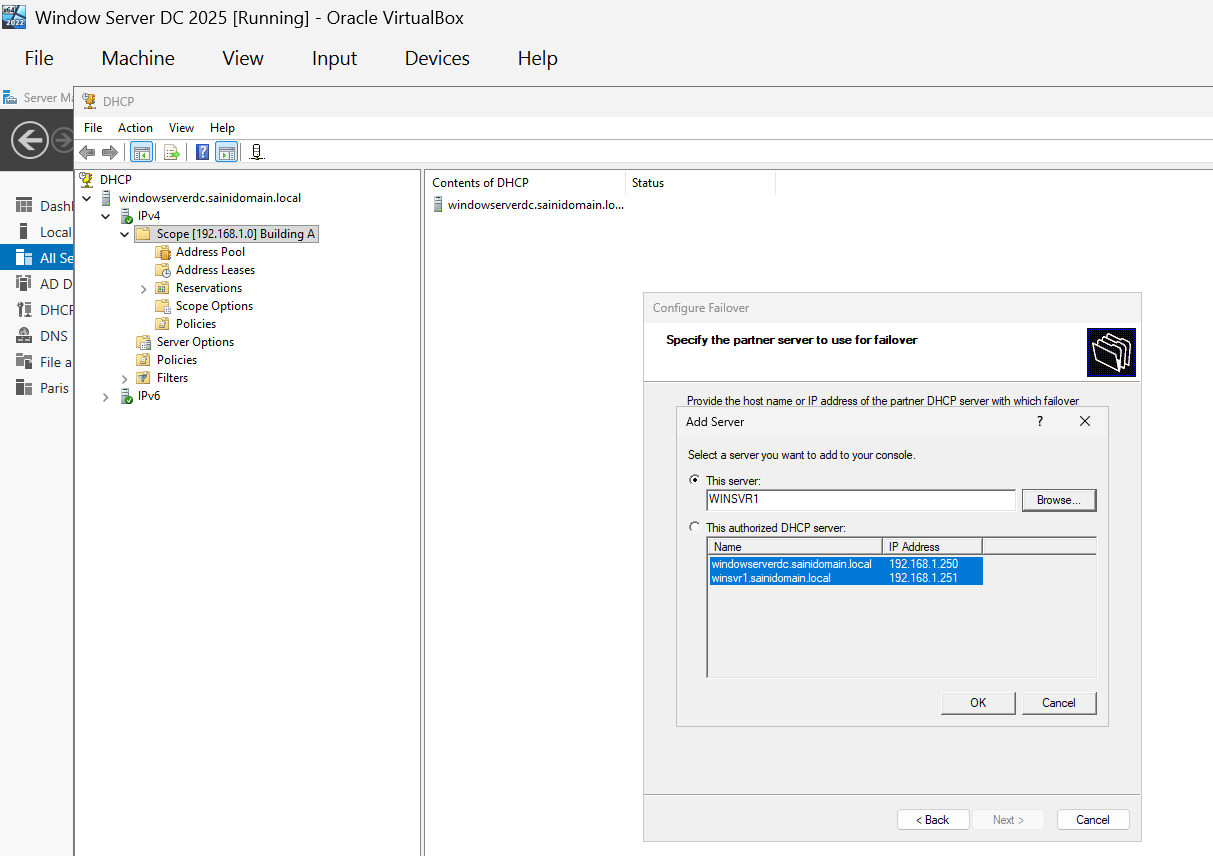 x64
2022
Window Server DC 2025 [Running] - Oracle VirtualBox
File Machine View Input Devices Help
Server Ma
DHCP
File Action View Help
DHCP
windowserverdc.sainidomain.local
IPv4
Scope [192.168.1.0] Building A
Address Pool
Address Leases
Reservations
Scope Options
Policies
Server Options
Policies
Filters
IPv6
Dash
Local
All Se
AD D
DHCP
DNS
File a
Paris
Contents of DHCP Status
windowserverdc.sainidomain.lo...
Configure Failover
Specify the partner server to use for failover
Provide the host name or IP address of the partner DHCP server with which failover
Add Server ?
Select a server you want to add to your console.
This server:
WINSVR1 Browse...
This authorized DHCP server:
Name IP Address
windowserverdc.sainidomain.local 192.168.1.250
winsvr1.sainidomain.local 192.168.1.251
OK Cancel
< Back Next > Cancel